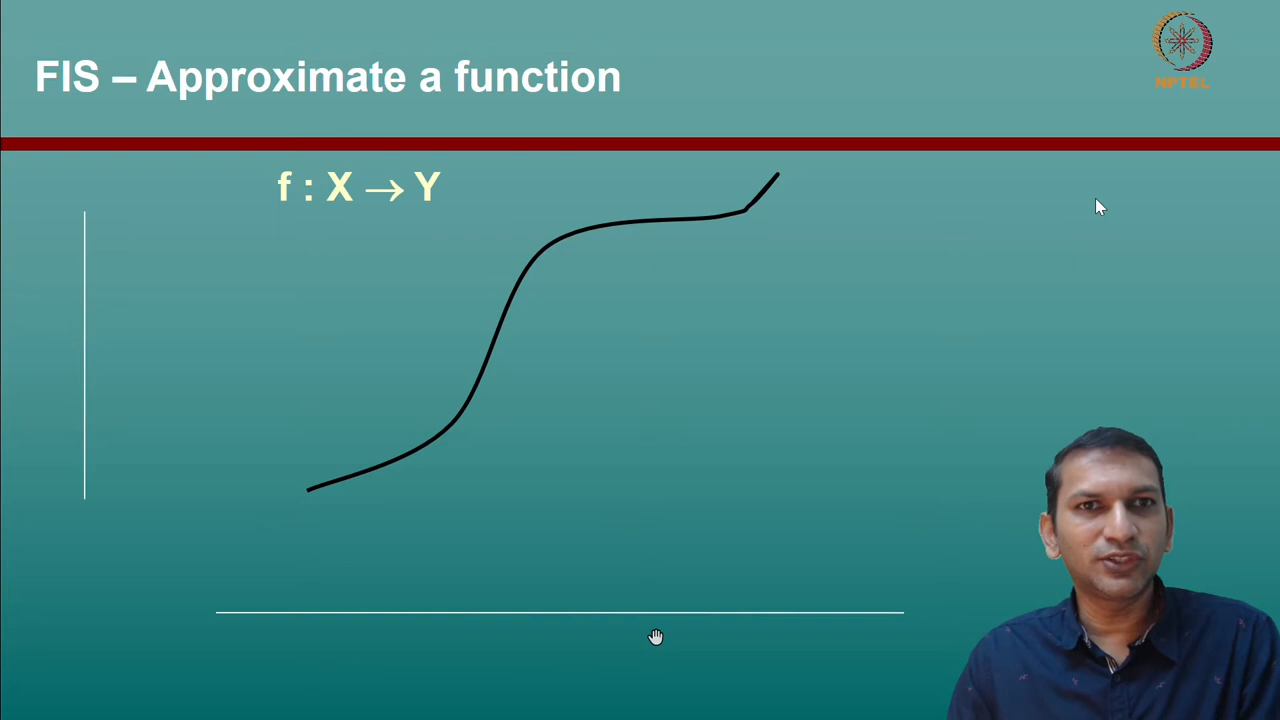 FIS – Approximate a function
NPTEL
f : X → Y